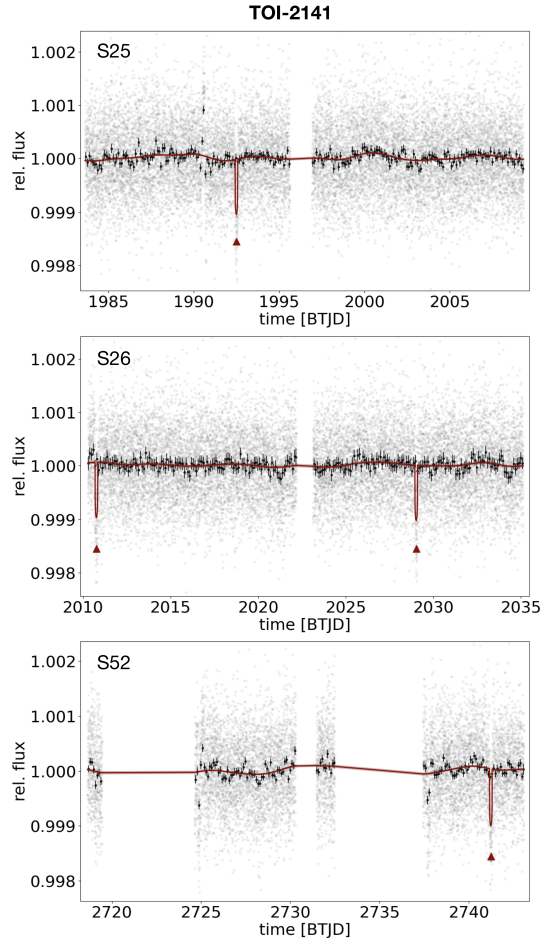 TOI-2141
S25
1.002
1.001
1.000
0.999
0.998
rel. flux
1985 1990 1995 2000 2005
time [BTJD]
S26
1.002
1.001
1.000
0.999
0.998
rel. flux
2010 2015 2020 2025 2030 2035
time [BTJD]
S52
1.002
1.001
1.000
0.999
0.998
rel. flux
2720 2725 2730 2735 2740
time [BTJD]